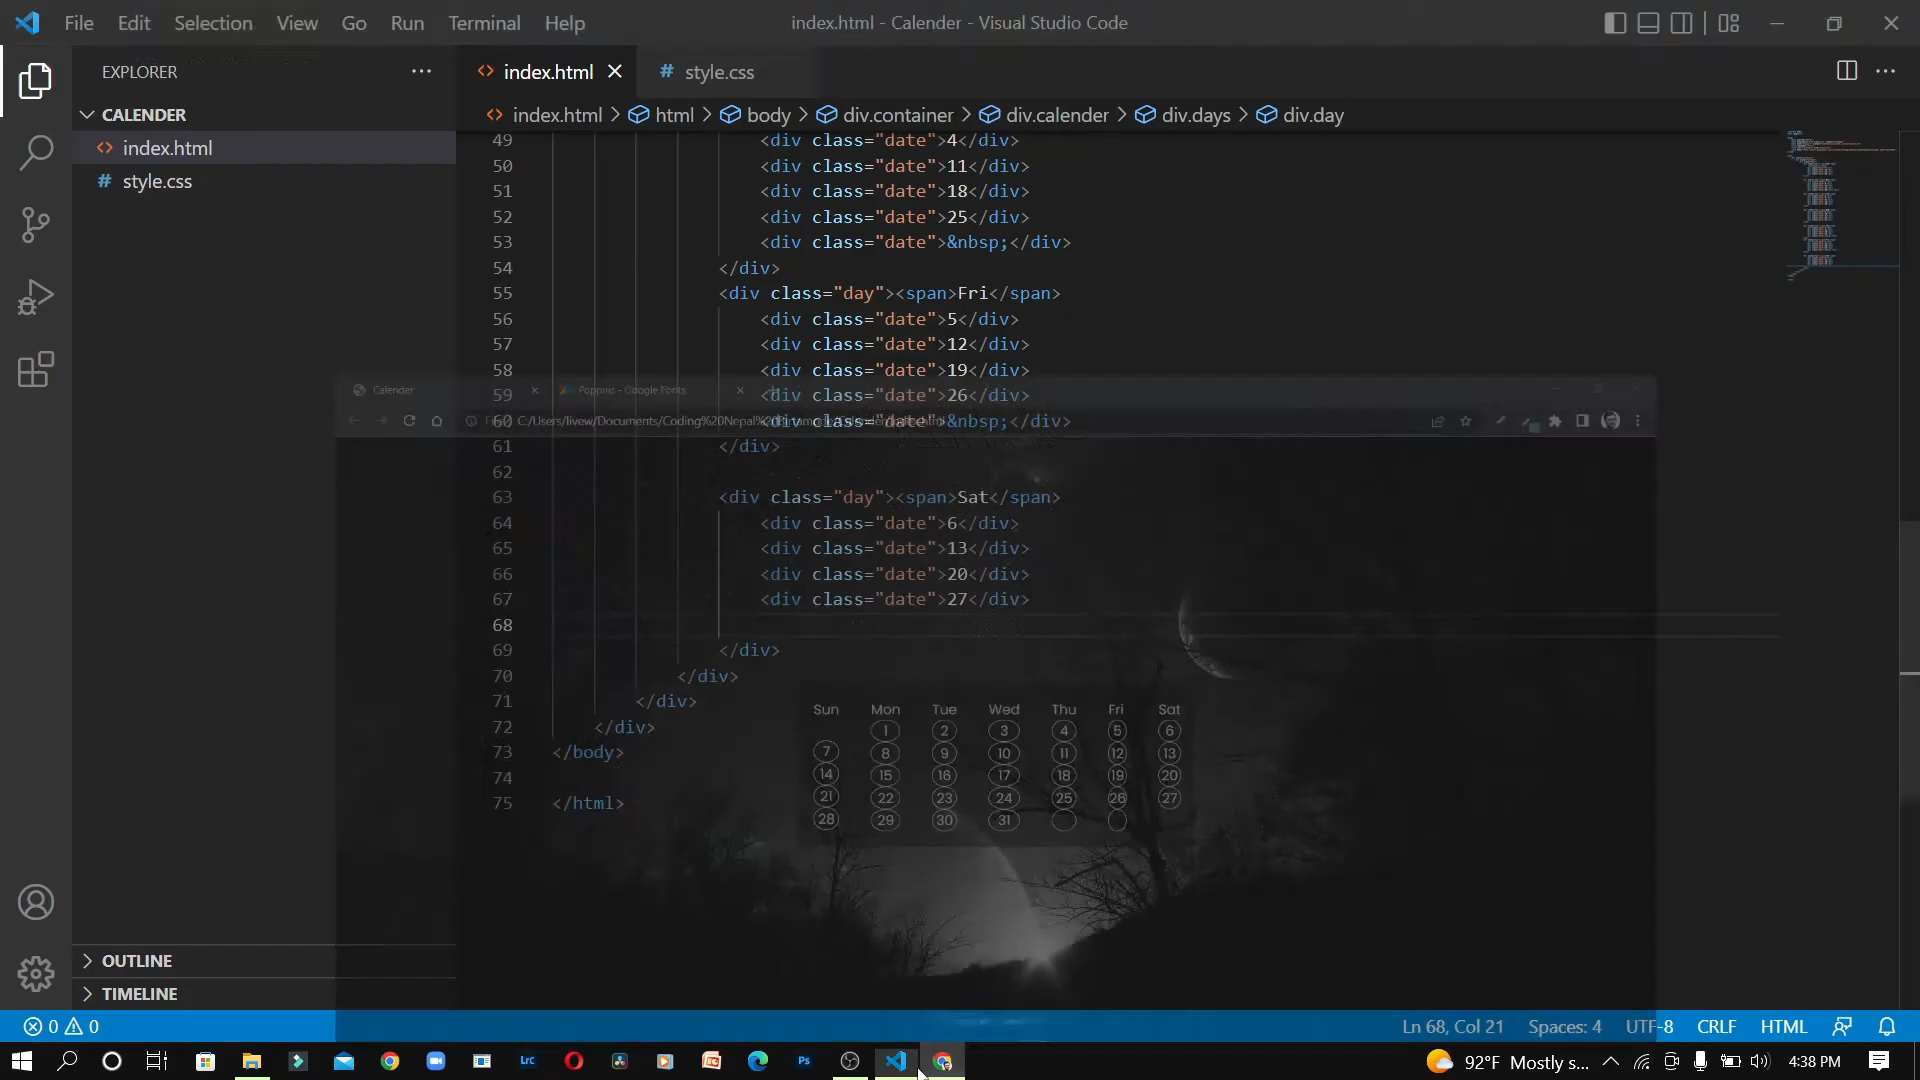 File Edit Selection View Go Run Terminal Help
index.html - Calender - Visual Studio Code
EXPLORER
CALENDER
index.html
style.css
OUTLINE
TIMELINE
index.html
style.css
index.html > html > body > div.container > div.calender > div.days > div.day
49 <div class="date">4</div>
50 <div class="date">11</div>
51 <div class="date">18</div>
52 <div class="date">25</div>
53 <div class="date">&nbsp;</div>
54 </div>
55 <div class="day"><span>Fri</span>
56 <div class="date">5</div>
57 <div class="date">12</div>
58 <div class="date">19</div>
59 <div class="date">26</div>
60 <div class="date">&nbsp;</div>
61 </div>
62
63 <div class="day"><span>Sat</span>
64 <div class="date">6</div>
65 <div class="date">13</div>
66 <div class="date">20</div>
67 <div class="date">27</div>
68
69 </div>
70 </div>
71 </div>
72 </div>
73 </body>
74
75 </html>
Calender
Poppins - Google Fonts
C:/Users/livew/Documents/Coding%20Nepal%20
Sun Mon Tue Wed Thu Fri Sat
1 2 3 4 5 6
7 8 9 10 11 12 13
14 15 16 17 18 19 20
21 22 23 24 25 26 27
28 29 30 31
0 0
Ln 68, Col 21 Spaces: 4 UTF-8 CRLF HTML
Lrc
Ps
92°F Mostly s... 4:38 PM